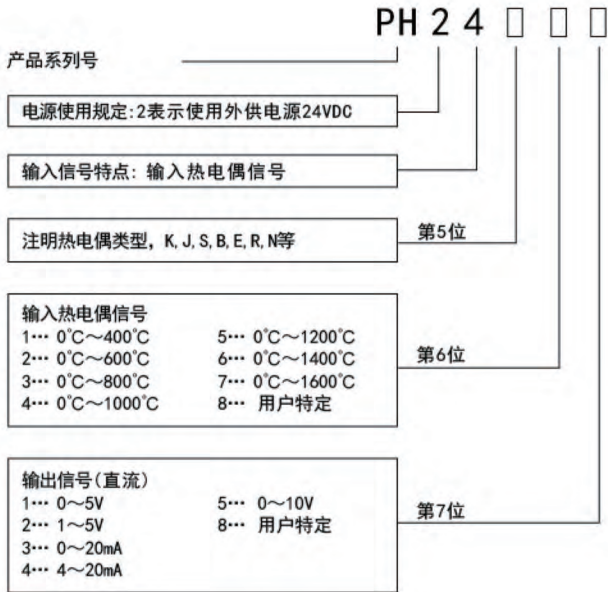 PH24□□□
产品系列号
电源使用规定:2表示使用外供电源24VDC
输入信号特点: 输入热电偶信号
注明热电偶类型, K, J, S, B, E, R, N等
第5位
输入热电偶信号
1… 0℃～400℃ 5… 0℃～1200℃
2… 0℃～600℃ 6… 0℃～1400℃
3… 0℃～800℃ 7… 0℃～1600℃
4… 0℃～1000℃ 8… 用户特定
第6位
输出信号(直流)
1… 0～5V 5… 0～10V
2… 1～5V 8… 用户特定
3… 0～20mA
4… 4～20mA
第7位